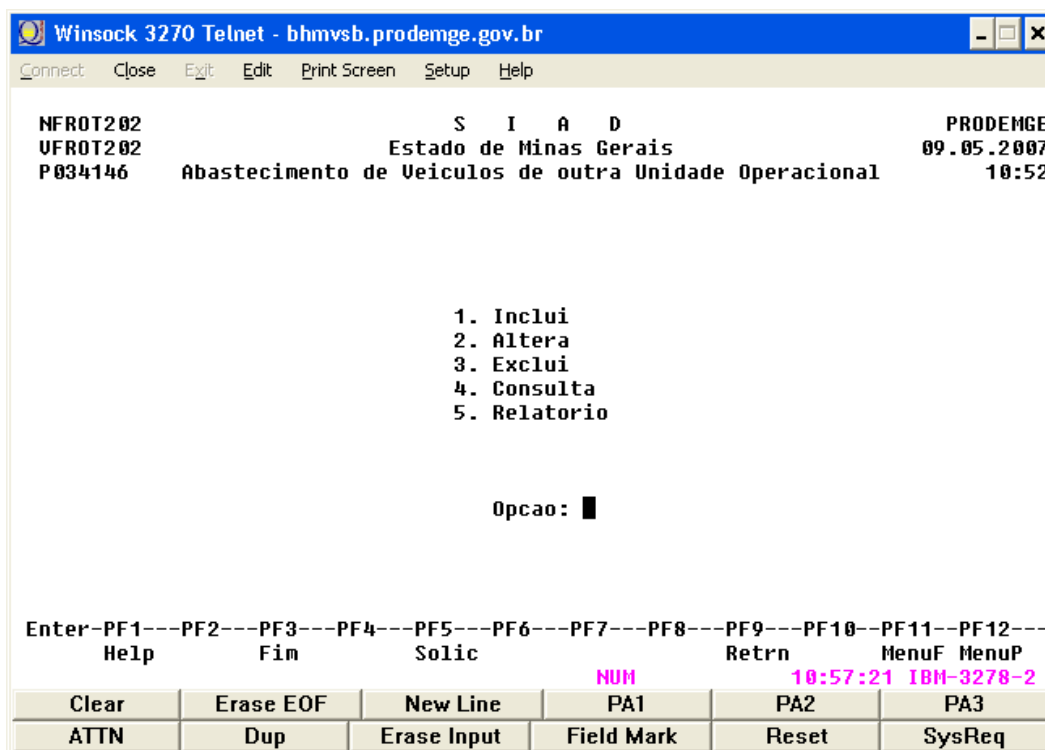 Winsock 3270 Telnet - bhmvsb.prodemge.gov.br
Connect Close Exit Edit Print Screen Setup Help
NFROT202 S I A D PRODEMGE
VFROT202 Estado de Minas Gerais 09.05.2007
P034146 Abastecimento de Veiculos de outra Unidade Operacional 10:52
1. Inclui
2. Altera
3. Exclui
4. Consulta
5. Relatorio
Opcao:
Enter-PF1---PF2---PF3---PF4---PF5---PF6---PF7---PF8---PF9---PF10--PF11--PF12---
Help Fim Solic Retrn MenuF MenuP
NUM 10:57:21 IBM-3278-2
Clear Erase EOF New Line PA1 PA2 PA3
ATTN Dup Erase Input Field Mark Reset SysReq